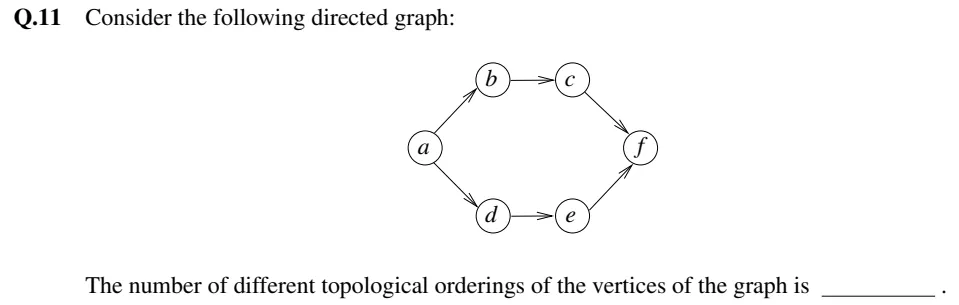 Q.11 Consider the following directed graph:
b c
a f
d e
The number of different topological orderings of the vertices of the graph is __________ .